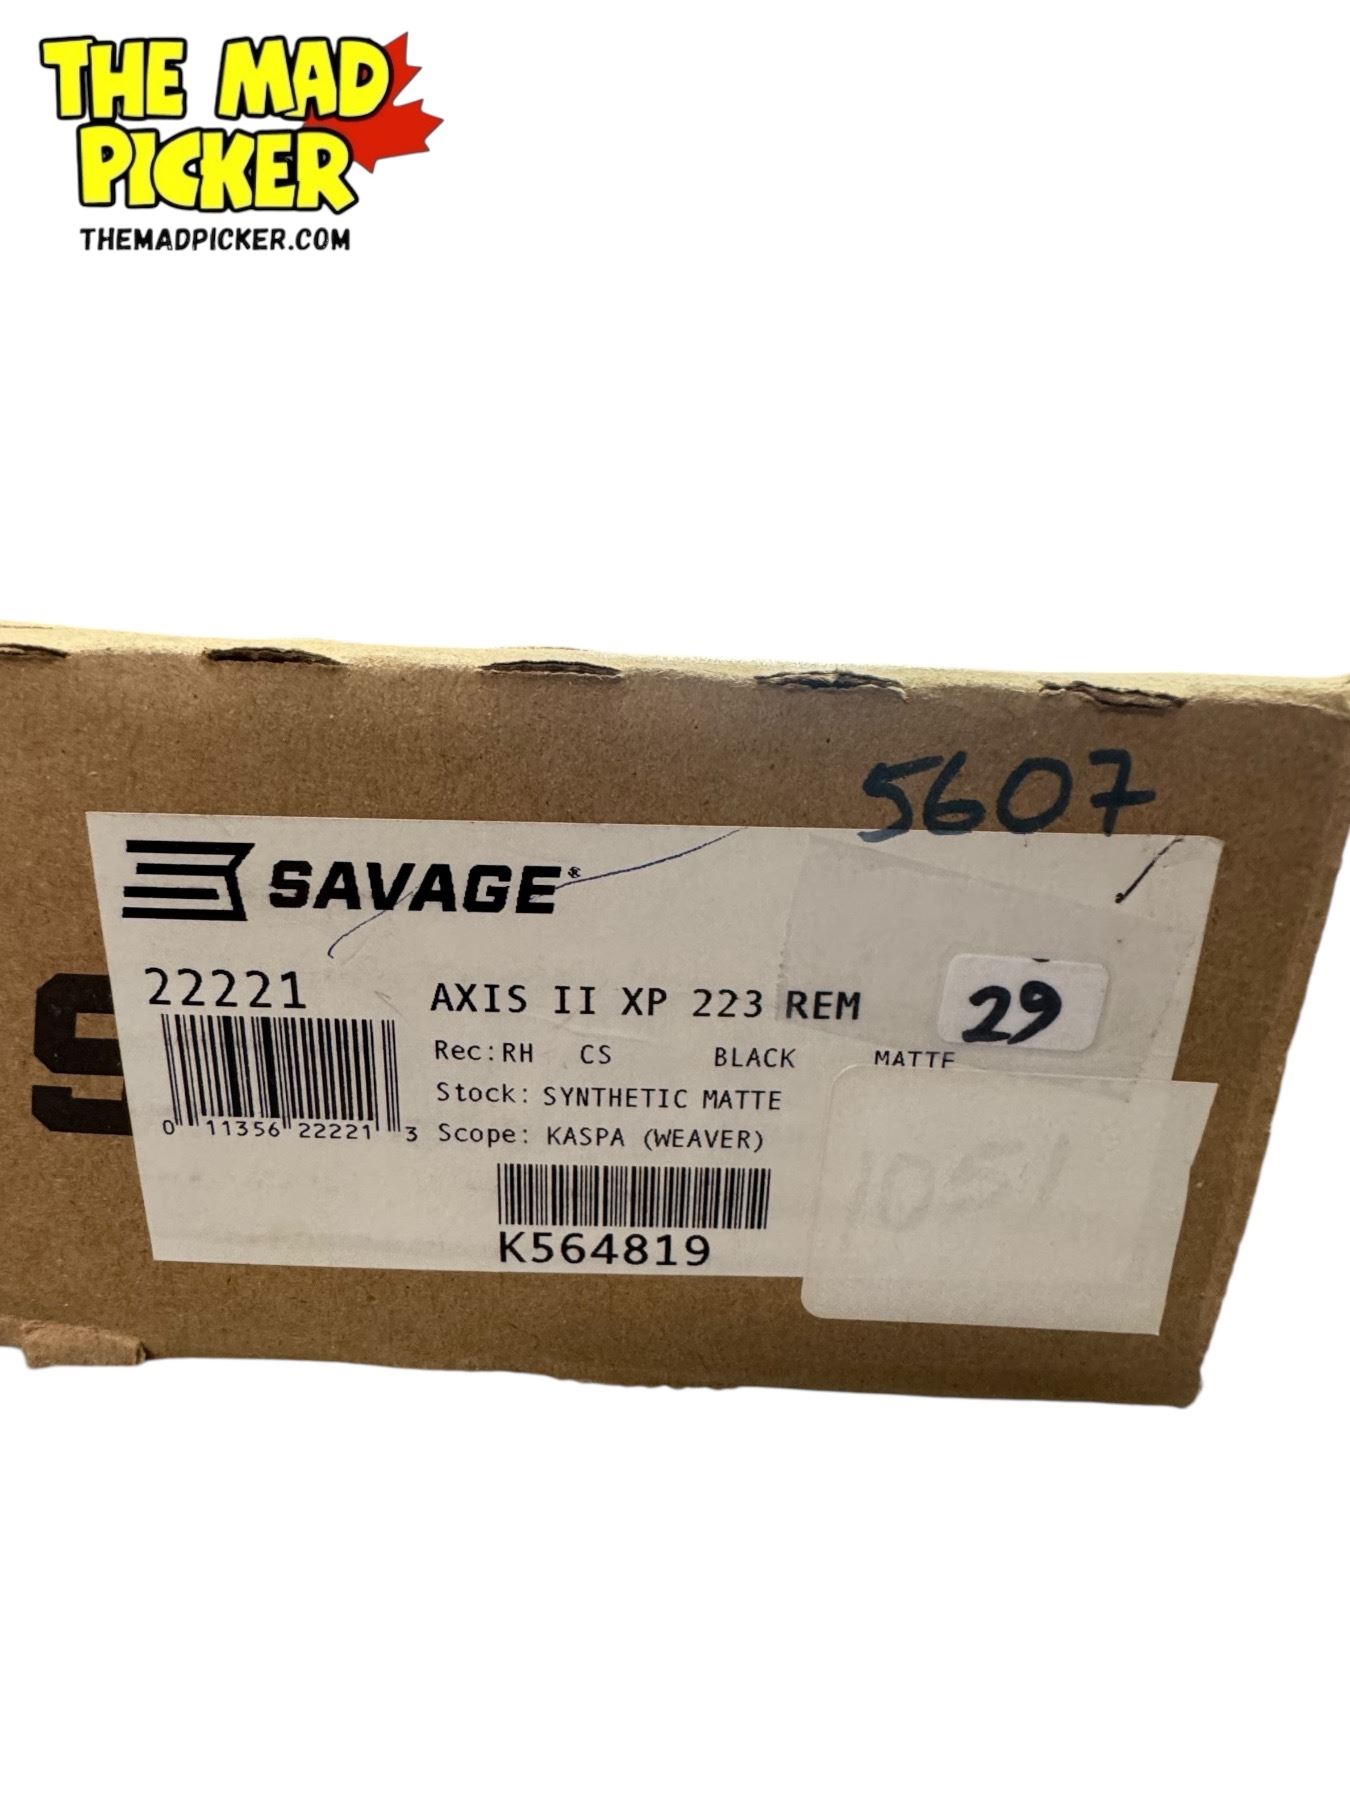 THE MAD
PICKER
THEMADPICKER.COM
5607
SAVAGE®
22221
AXIS II XP 223 REM
29
Rec:RH CS BLACK MATTE
Stock: SYNTHETIC MATTE
0 11356 22221 3
Scope: KASPA (WEAVER)
K564819